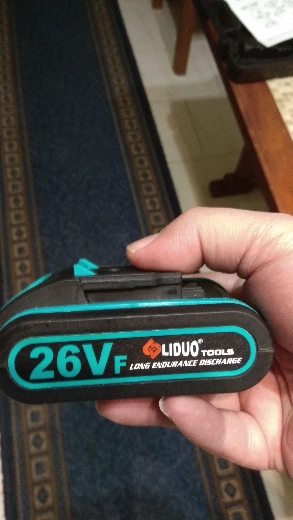 26VF
LIDUO® TOOLS
LONG ENDURANCE DISCHARGE